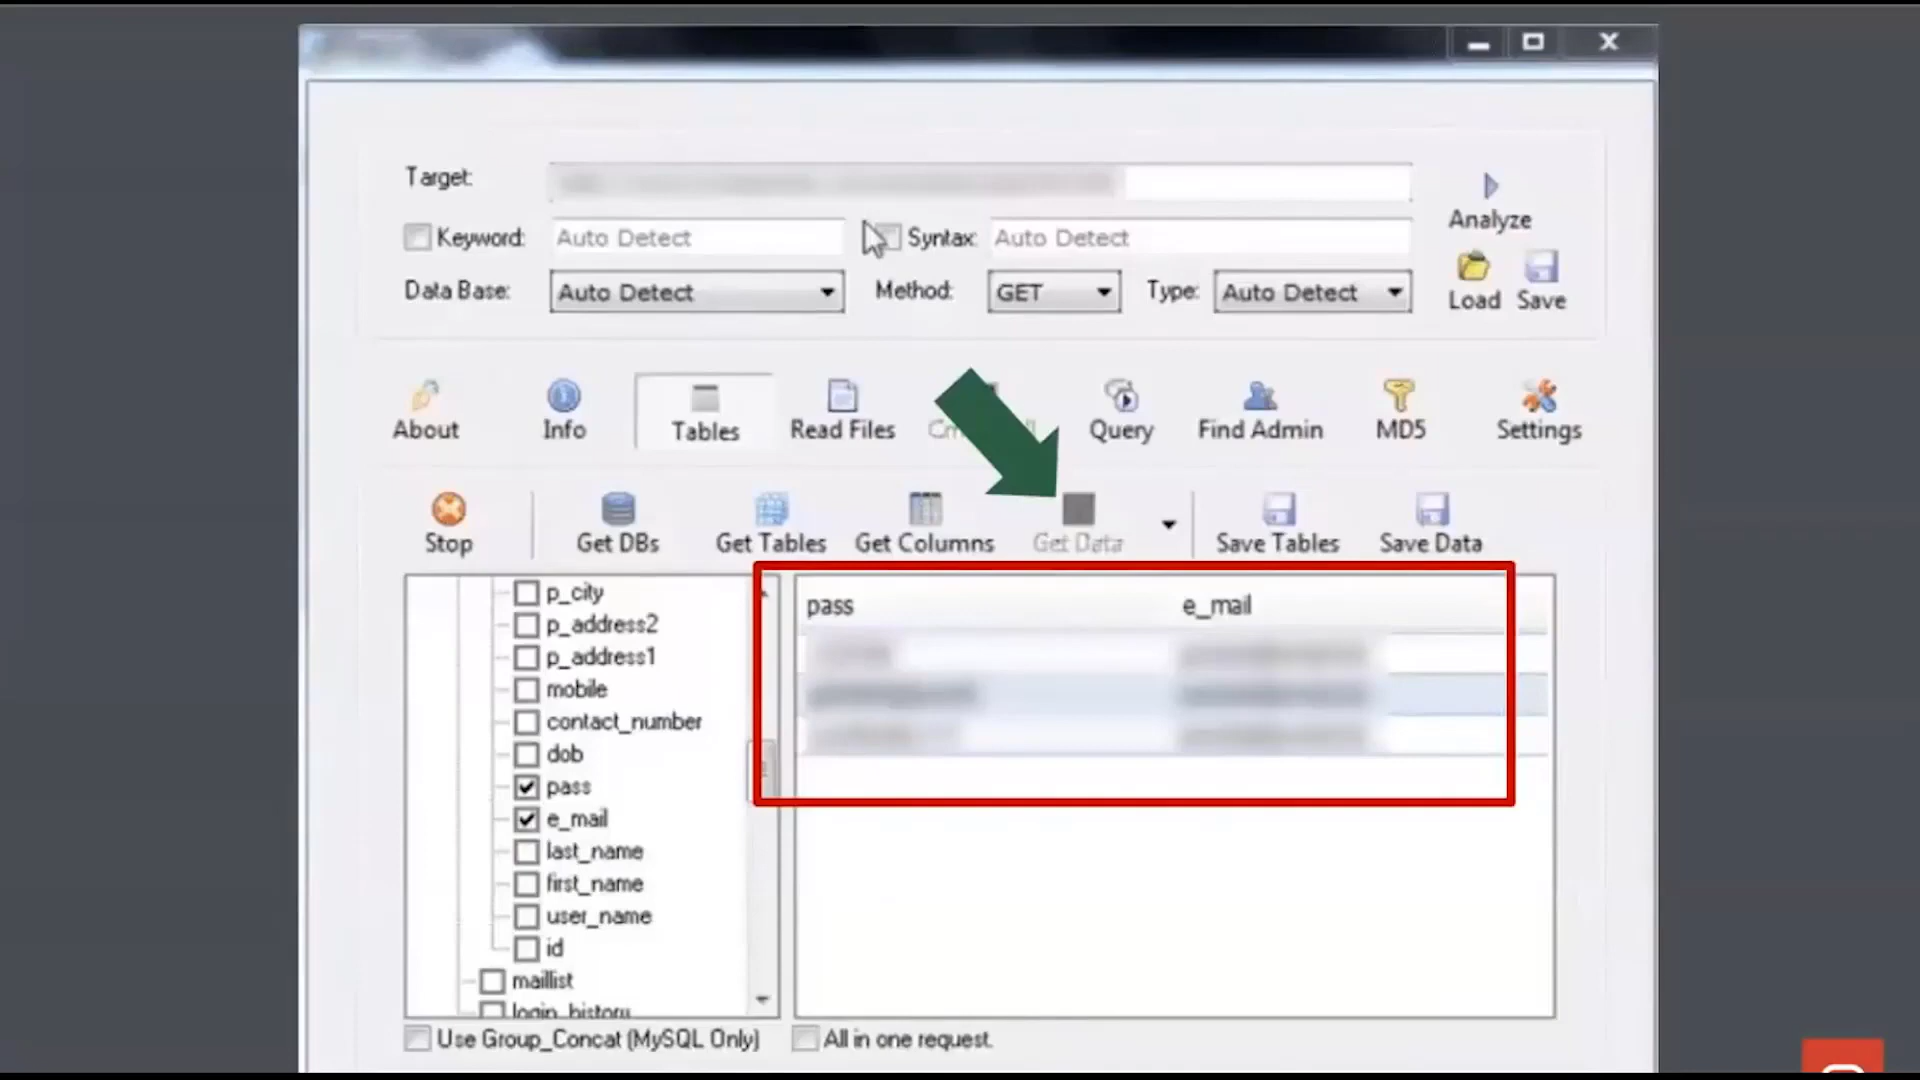 Target:
Analyze
Keyword:
Auto Detect
Syntax:
Auto Detect
Load
Save
Data Base:
Auto Detect
Method:
GET
Type:
Auto Detect
About
Info
Tables
Read Files
Query
Find Admin
MD5
Settings
Stop
Get DBs
Get Tables
Get Columns
Get Data
Save Tables
Save Data
p_city
p_address2
p_address1
mobile
contact_number
dob
pass
e_mail
last_name
first_name
user_name
id
maillist
login_history
pass
e_mail
Use Group_Concat (MySQL Only)
All in one request.